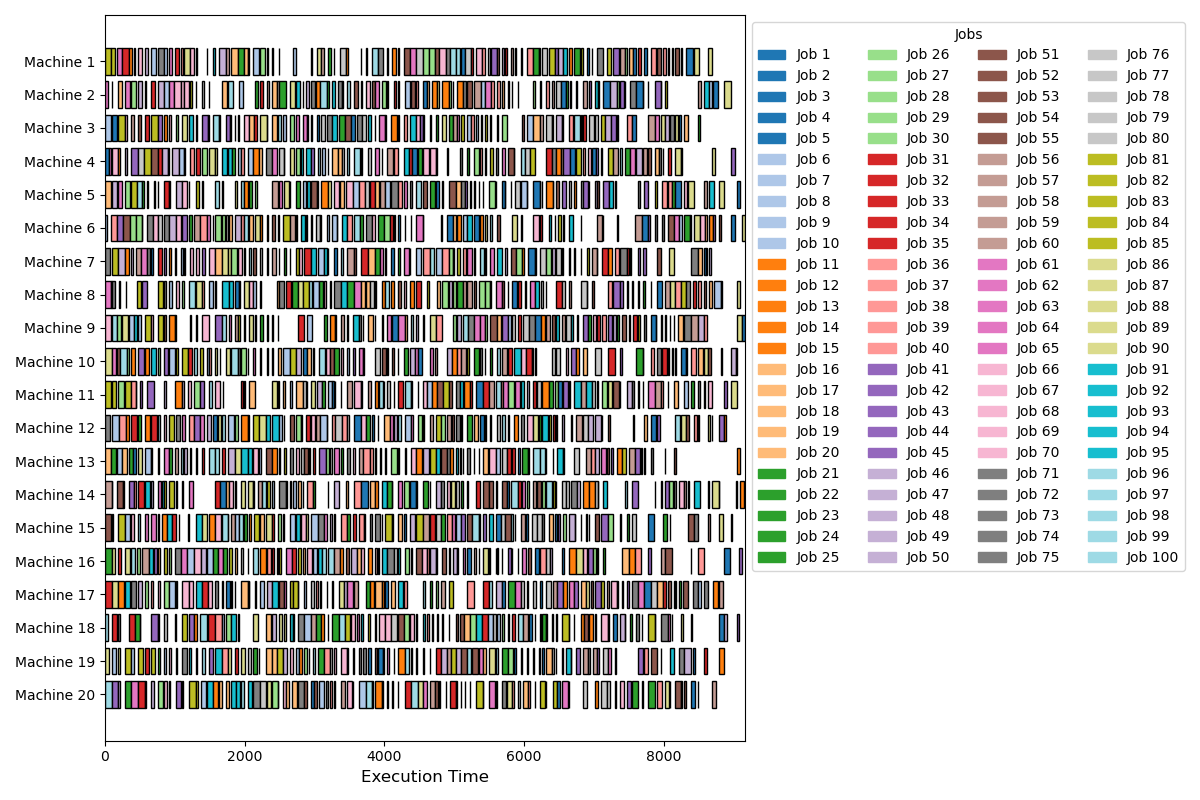 Jobs
Machine 1
Machine 2
Machine 3
Machine 4
Machine 5
Machine 6
Machine 7
Machine 8
Machine 9
Machine 10
Machine 11
Machine 12
Machine 13
Machine 14
Machine 15
Machine 16
Machine 17
Machine 18
Machine 19
Machine 20
0 2000 4000 6000 8000
Execution Time
Job 1 Job 26 Job 51 Job 76
Job 2 Job 27 Job 52 Job 77
Job 3 Job 28 Job 53 Job 78
Job 4 Job 29 Job 54 Job 79
Job 5 Job 30 Job 55 Job 80
Job 6 Job 31 Job 56 Job 81
Job 7 Job 32 Job 57 Job 82
Job 8 Job 33 Job 58 Job 83
Job 9 Job 34 Job 59 Job 84
Job 10 Job 35 Job 60 Job 85
Job 11 Job 36 Job 61 Job 86
Job 12 Job 37 Job 62 Job 87
Job 13 Job 38 Job 63 Job 88
Job 14 Job 39 Job 64 Job 89
Job 15 Job 40 Job 65 Job 90
Job 16 Job 41 Job 66 Job 91
Job 17 Job 42 Job 67 Job 92
Job 18 Job 43 Job 68 Job 93
Job 19 Job 44 Job 69 Job 94
Job 20 Job 45 Job 70 Job 95
Job 21 Job 46 Job 71 Job 96
Job 22 Job 47 Job 72 Job 97
Job 23 Job 48 Job 73 Job 98
Job 24 Job 49 Job 74 Job 99
Job 25 Job 50 Job 75 Job 100